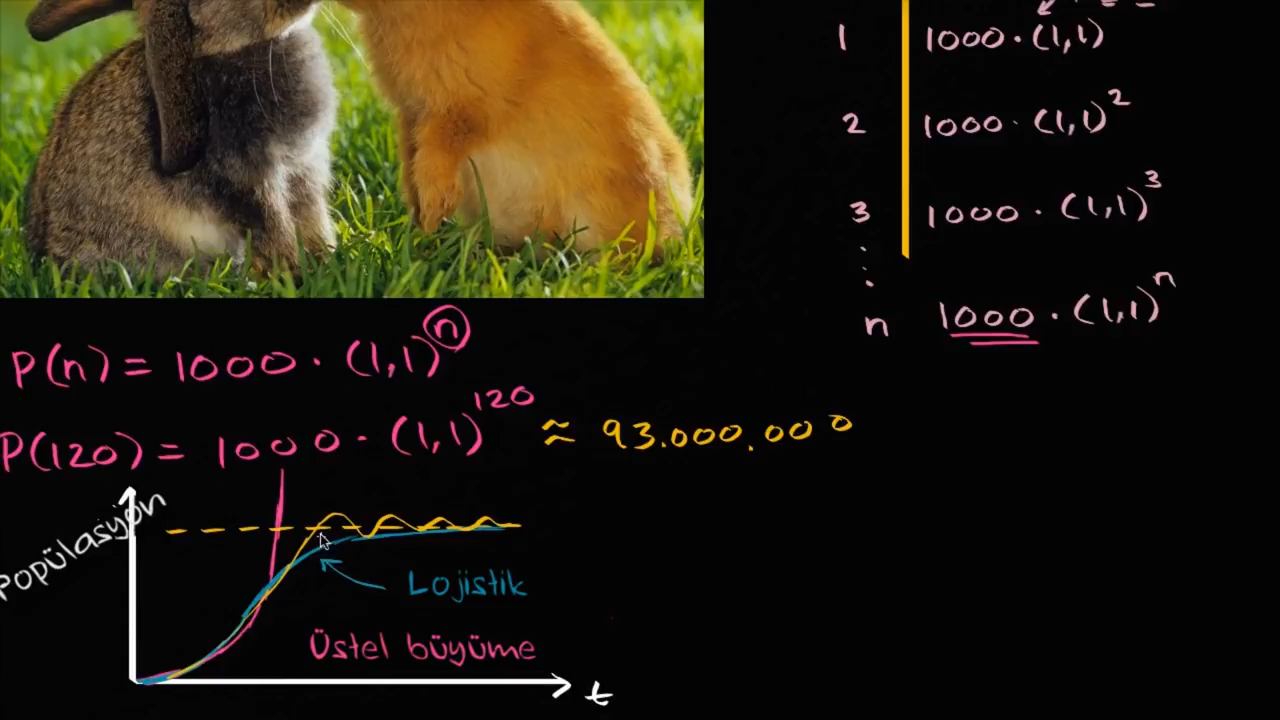 1 1000 · (1,1)
2 1000 · (1,1)²
3 1000 · (1,1)³
n 1000 · (1,1)ⁿ
P(n) = 1000 · (1,1)ⁿ
P(120) = 1000 · (1,1)¹²⁰ ≈ 93.000.000
Popülasyon
Lojistik
Üstel büyüme
t